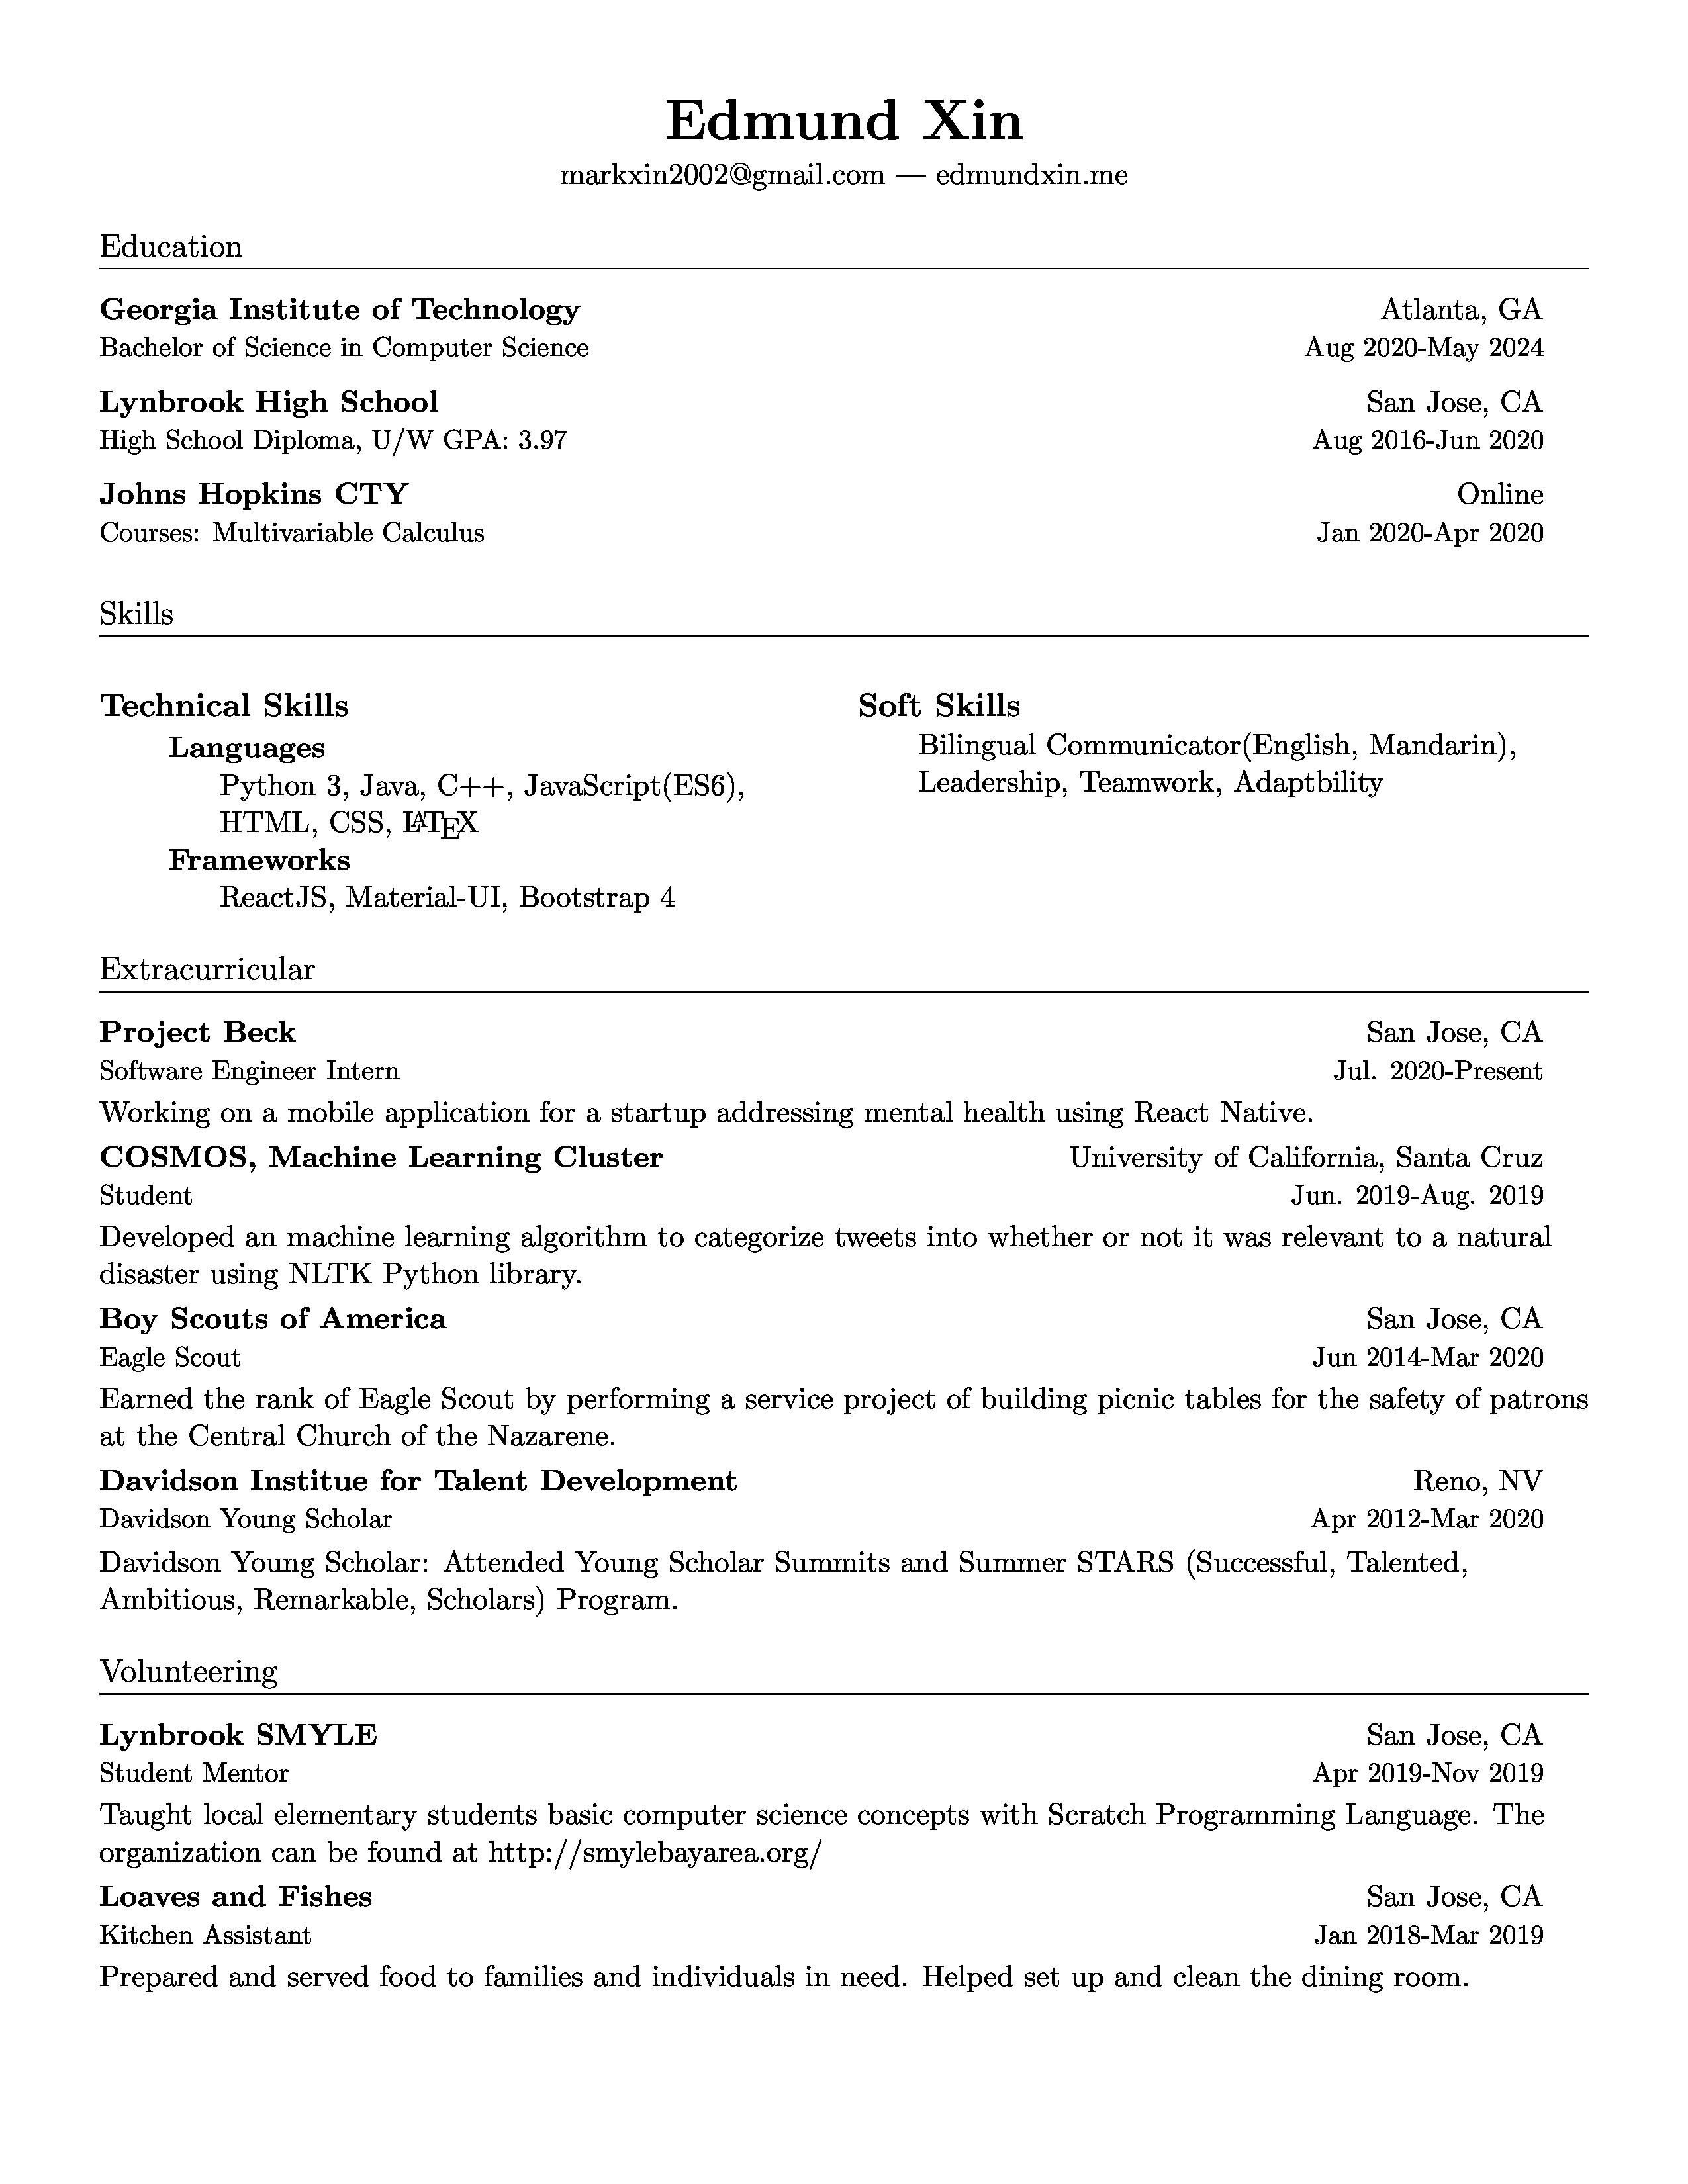 Edmund Xin
markxin2002@gmail.com — edmundxin.me
Education
Georgia Institute of Technology Atlanta, GA
Bachelor of Science in Computer Science Aug 2020-May 2024
Lynbrook High School San Jose, CA
High School Diploma, U/W GPA: 3.97 Aug 2016-Jun 2020
Johns Hopkins CTY Online
Courses: Multivariable Calculus Jan 2020-Apr 2020
Skills
Technical Skills
Languages
Python 3, Java, C++, JavaScript(ES6),
HTML, CSS, LATEX
Frameworks
ReactJS, Material-UI, Bootstrap 4
Soft Skills
Bilingual Communicator(English, Mandarin),
Leadership, Teamwork, Adaptbility
Extracurricular
Project Beck San Jose, CA
Software Engineer Intern Jul. 2020-Present
Working on a mobile application for a startup addressing mental health using React Native.
COSMOS, Machine Learning Cluster University of California, Santa Cruz
Student Jun. 2019-Aug. 2019
Developed an machine learning algorithm to categorize tweets into whether or not it was relevant to a natural
disaster using NLTK Python library.
Boy Scouts of America San Jose, CA
Eagle Scout Jun 2014-Mar 2020
Earned the rank of Eagle Scout by performing a service project of building picnic tables for the safety of patrons
at the Central Church of the Nazarene.
Davidson Institue for Talent Development Reno, NV
Davidson Young Scholar Apr 2012-Mar 2020
Davidson Young Scholar: Attended Young Scholar Summits and Summer STARS (Successful, Talented,
Ambitious, Remarkable, Scholars) Program.
Volunteering
Lynbrook SMYLE San Jose, CA
Student Mentor Apr 2019-Nov 2019
Taught local elementary students basic computer science concepts with Scratch Programming Language. The
organization can be found at http://smylebayarea.org/
Loaves and Fishes San Jose, CA
Kitchen Assistant Jan 2018-Mar 2019
Prepared and served food to families and individuals in need. Helped set up and clean the dining room.